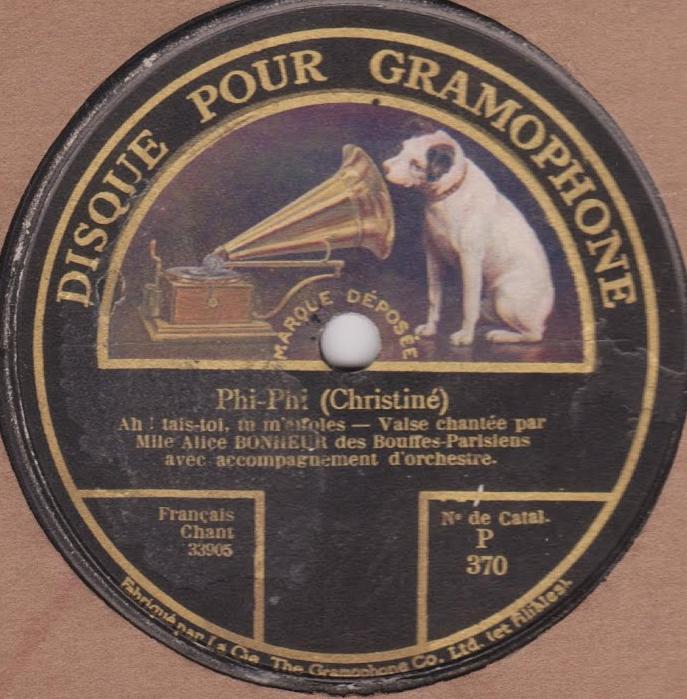 DISQUE POUR GRAMOPHONE
MARQUE DÉPOSÉE
Phi-Phi (Christiné)
Ah ! tais-toi, tu m'affoles — Valse chantée par
Mlle Alice BONHEUR des Bouffes-Parisiens
avec accompagnement d'orchestre.
Français
Chant
33905
No de Catal.
P
370
Fabriqué par La Cie. The Gramophone Co. Ltd. (et Filiales).